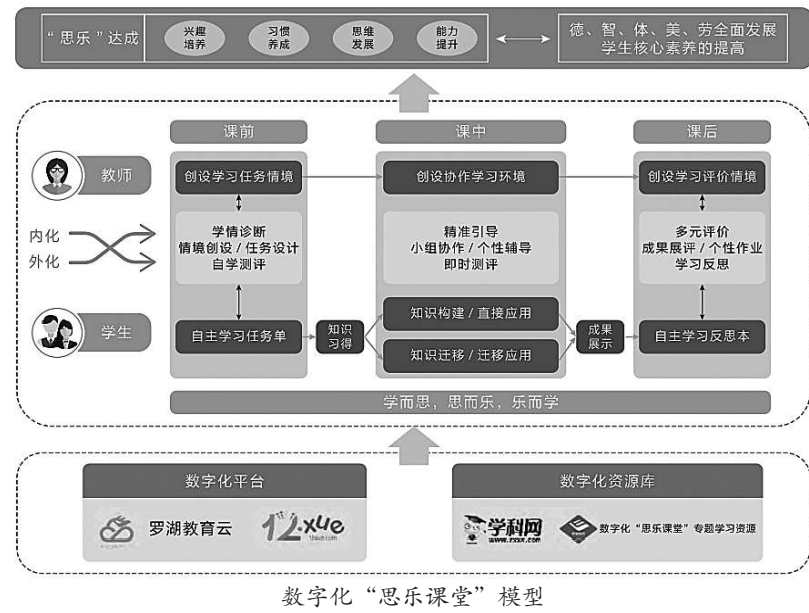 “思乐”达成
兴趣
培养
习惯
养成
思维
发展
能力
提升
德、智、体、美、劳全面发展
学生核心素养的提高
课前
课中
课后
教师
创设学习任务情境
创设协作学习环境
创设学习评价情境
内化
外化
学情诊断
情境创设 / 任务设计
自学测评
精准引导
小组协作 / 个性辅导
即时测评
多元评价
成果展评 / 个性作业
学习反思
学生
自主学习任务单
知识
习得
知识构建 / 直接应用
知识迁移 / 迁移应用
成果
展示
自主学习反思本
学而思，思而乐，乐而学
数字化平台
数字化资源库
罗湖教育云
12.xue
学科网
www.zxxk.com
数字化“思乐课堂”专题学习资源
数字化“思乐课堂”模型